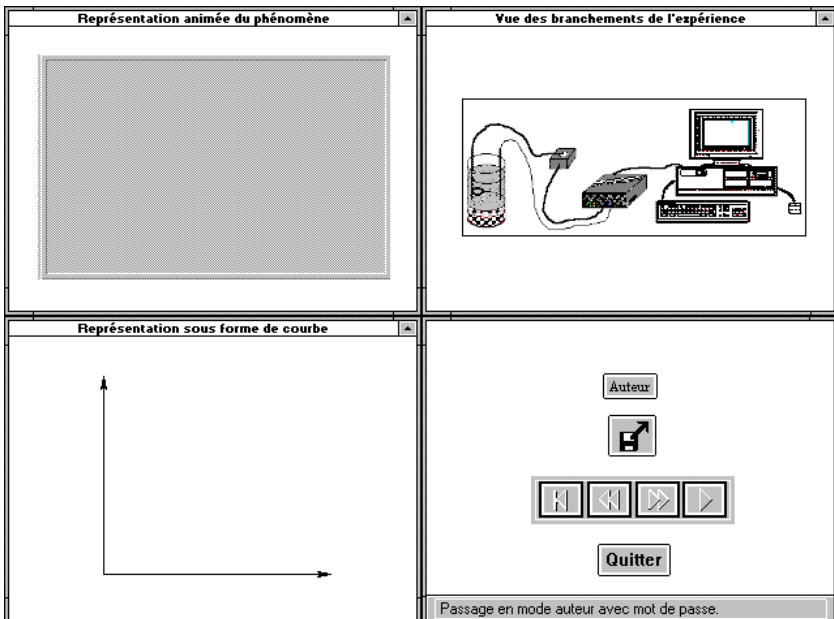 Représentation animée du phénomène
Vue des branchements de l'expérience
Représentation sous forme de courbe
Auteur
Quitter
Passage en mode auteur avec mot de passe.